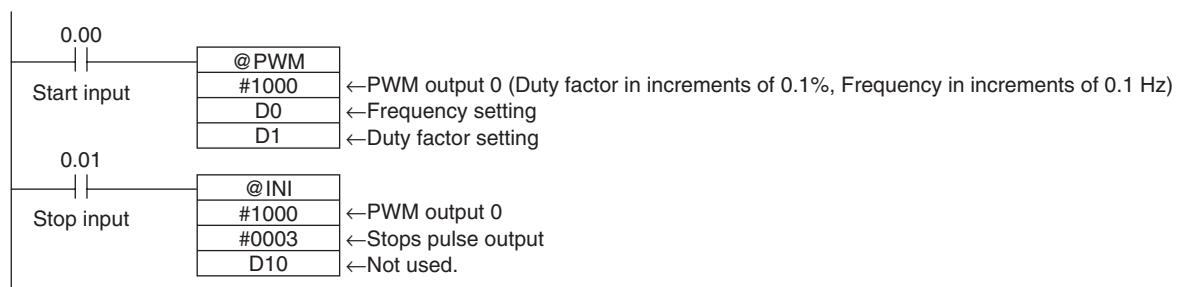 0.00
@PWM
Start input
#1000 ←PWM output 0 (Duty factor in increments of 0.1%, Frequency in increments of 0.1 Hz)
D0 ←Frequency setting
D1 ←Duty factor setting
0.01
@INI
Stop input
#1000 ←PWM output 0
#0003 ←Stops pulse output
D10 ←Not used.